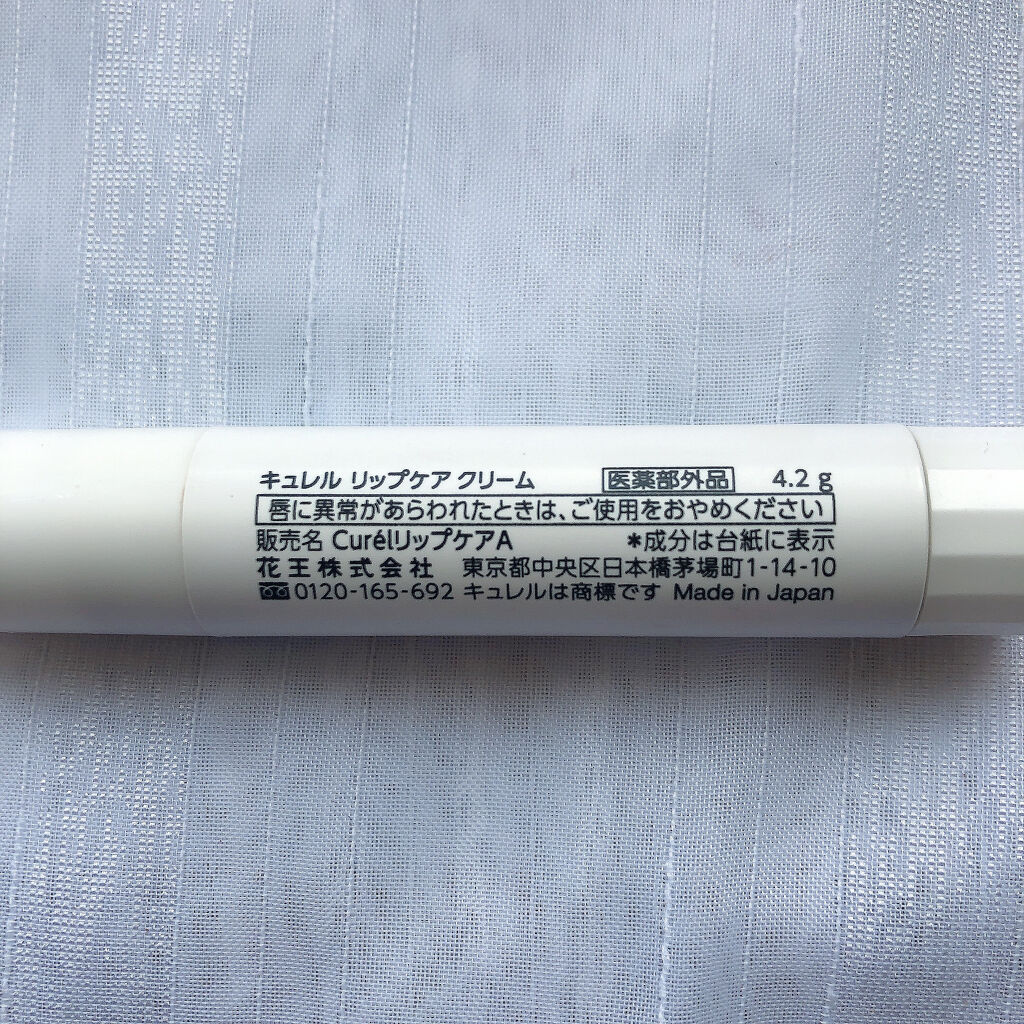 キュレル リップケア クリーム 医薬部外品 4.2 g
唇に異常があらわれたときは、ご使用をおやめください
販売名 CurélリップケアA *成分は台紙に表示
花王株式会社 東京都中央区日本橋茅場町1-14-10
0120-165-692 キュレルは商標です Made in Japan